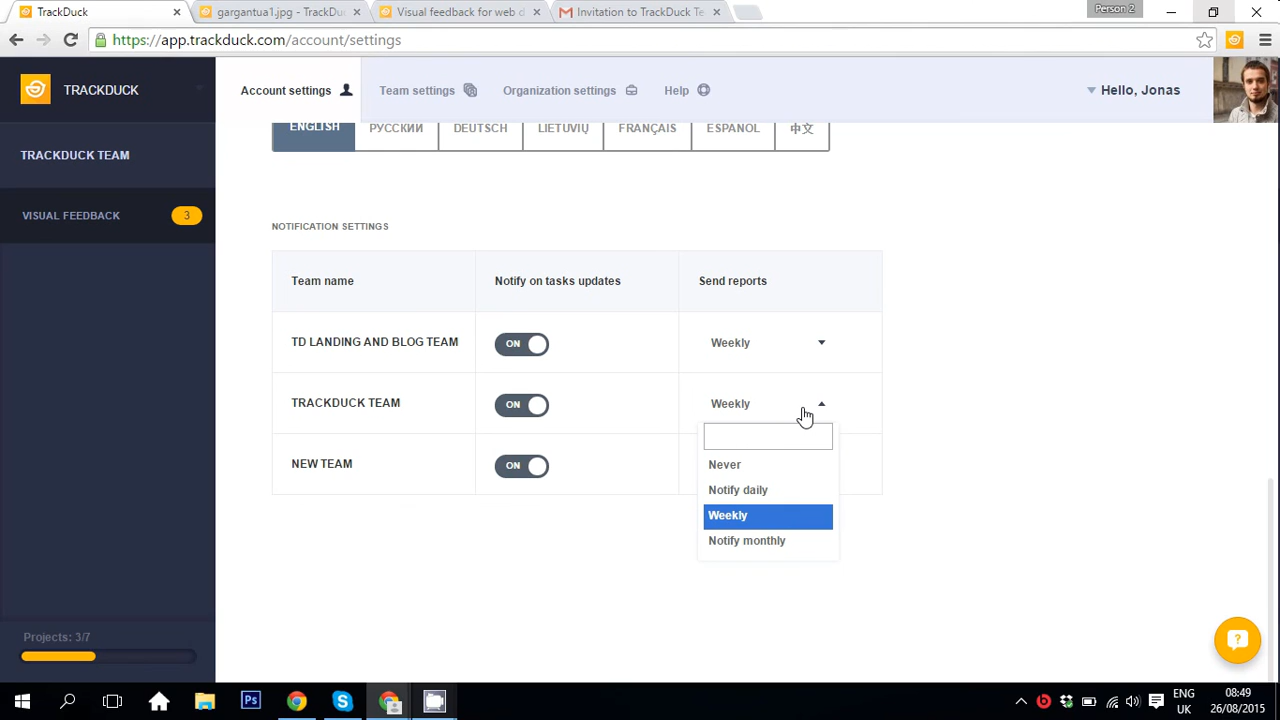 TrackDuck
gargantua1.jpg - TrackDuc
Visual feedback for web d
Invitation to TrackDuck Te
Person 2
https://app.trackduck.com/account/settings
TRACKDUCK
Account settings
Team settings
Organization settings
Help
Hello, Jonas
ENGLISH
РУССКИЙ
DEUTSCH
LIETUVIŲ
FRANÇAIS
ESPAÑOL
中文
TRACKDUCK TEAM
VISUAL FEEDBACK
3
NOTIFICATION SETTINGS
Team name
Notify on tasks updates
Send reports
TD LANDING AND BLOG TEAM
ON
Weekly
TRACKDUCK TEAM
ON
Weekly
NEW TEAM
ON
Never
Notify daily
Weekly
Notify monthly
Projects: 3/7
Ps
ENG
UK
08:49
26/08/2015